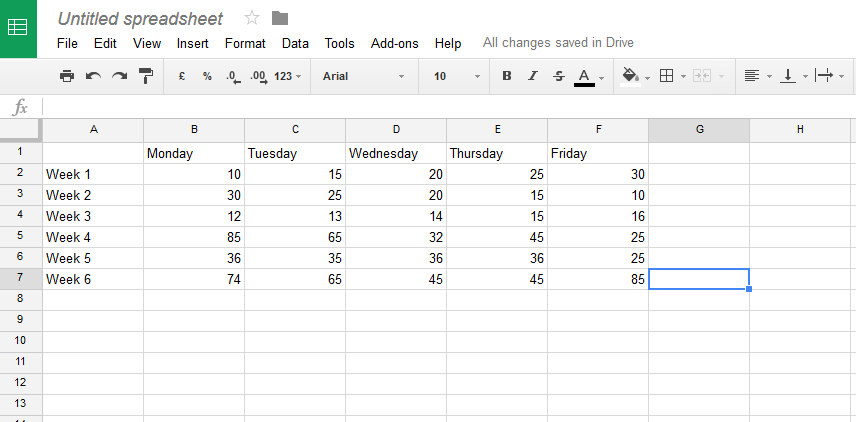 Untitled spreadsheet
File Edit View Insert Format Data Tools Add-ons Help All changes saved in Drive
£ % .0 .00 123 Arial 10 B I S A
fx
A B C D E F G H
1 Monday Tuesday Wednesday Thursday Friday
2 Week 1 10 15 20 25 30
3 Week 2 30 25 20 15 10
4 Week 3 12 13 14 15 16
5 Week 4 85 65 32 45 25
6 Week 5 36 35 36 36 25
7 Week 6 74 65 45 45 85
8
9
10
11
12
13